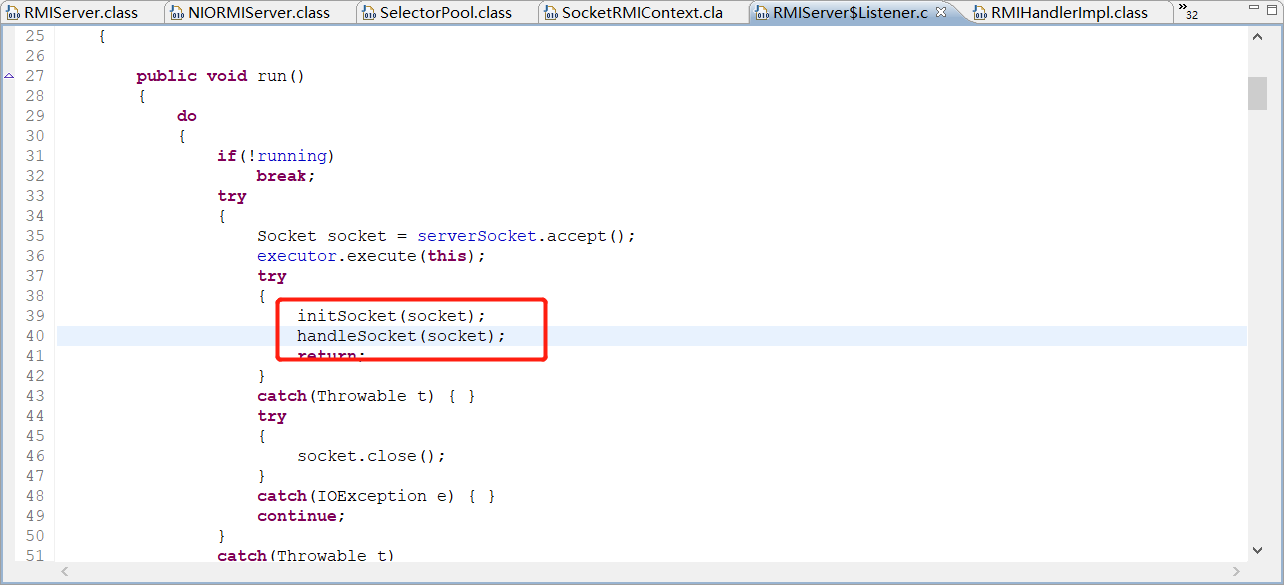 RMIServer.class NIORMIServer.class SelectorPool.class SocketRMIContext.cla RMIServer$Listener.c RMIHandlerImpl.class »32
25 {
26
27 public void run()
28 {
29 do
30 {
31 if(!running)
32 break;
33 try
34 {
35 Socket socket = serverSocket.accept();
36 executor.execute(this);
37 try
38 {
39 initSocket(socket);
40 handleSocket(socket);
41 return;
42 }
43 catch(Throwable t) { }
44 try
45 {
46 socket.close();
47 }
48 catch(IOException e) { }
49 continue;
50 }
51 catch(Throwable t)